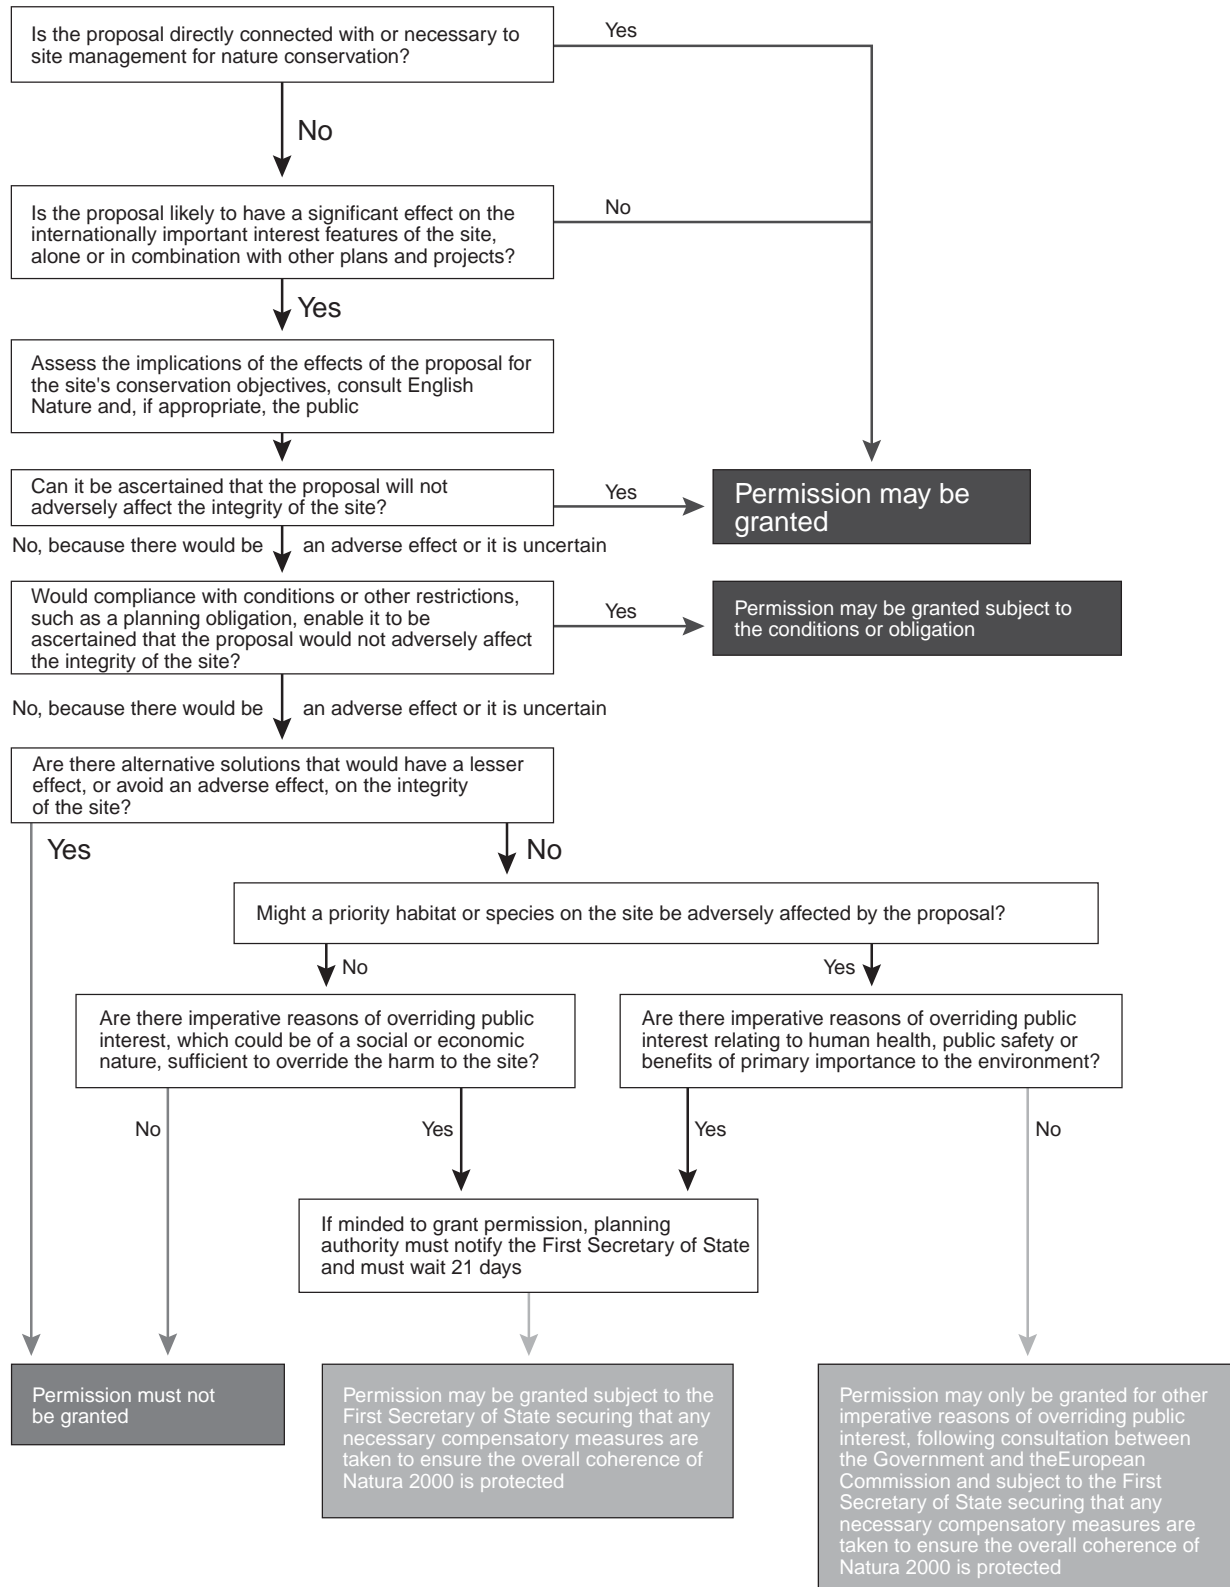 Is the proposal directly connected with or necessary to
site management for nature conservation?
Yes
No
Is the proposal likely to have a significant effect on the
internationally important interest features of the site,
alone or in combination with other plans and projects?
No
Yes
Assess the implications of the effects of the proposal for
the site's conservation objectives, consult English
Nature and, if appropriate, the public
Can it be ascertained that the proposal will not
adversely affect the integrity of the site?
Yes
Permission may be
granted
No, because there would be an adverse effect or it is uncertain
Would compliance with conditions or other restrictions,
such as a planning obligation, enable it to be
ascertained that the proposal would not adversely affect
the integrity of the site?
Yes
Permission may be granted subject to
the conditions or obligation
No, because there would be an adverse effect or it is uncertain
Are there alternative solutions that would have a lesser
effect, or avoid an adverse effect, on the integrity
of the site?
Yes
No
Might a priority habitat or species on the site be adversely affected by the proposal?
No
Yes
Are there imperative reasons of overriding public
interest, which could be of a social or economic
nature, sufficient to override the harm to the site?
Are there imperative reasons of overriding public
interest relating to human health, public safety or
benefits of primary importance to the environment?
No
Yes
Yes
No
If minded to grant permission, planning
authority must notify the First Secretary of State
and must wait 21 days
Permission must not
be granted
Permission may be granted subject to the
First Secretary of State securing that any
necessary compensatory measures are
taken to ensure the overall coherence of
Natura 2000 is protected
Permission may only be granted for other
imperative reasons of overriding public
interest, following consultation between
the Government and theEuropean
Commission and subject to the First
Secretary of State securing that any
necessary compensatory measures are
taken to ensure the overall coherence of
Natura 2000 is protected